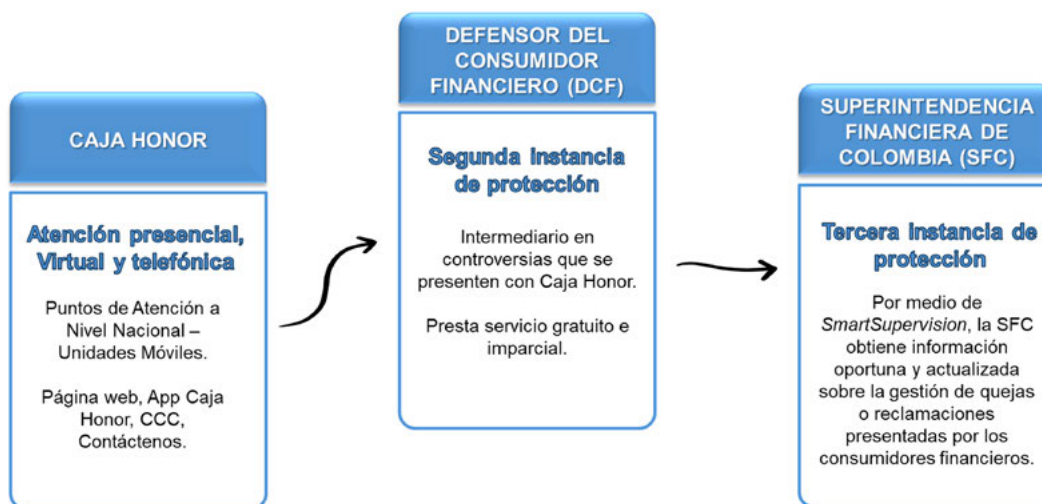 CAJA HONOR
Atención presencial,
Virtual y telefónica
Puntos de Atención a
Nivel Nacional –
Unidades Móviles.
Página web, App Caja
Honor, CCC,
Contáctenos.
DEFENSOR DEL
CONSUMIDOR
FINANCIERO (DCF)
Segunda instancia
de protección
Intermediario en
controversias que se
presenten con Caja Honor.
Presta servicio gratuito e
imparcial.
SUPERINTENDENCIA
FINANCIERA DE
COLOMBIA (SFC)
Tercera instancia de
protección
Por medio de
SmartSupervision, la SFC
obtiene información
oportuna y actualizada
sobre la gestión de quejas
o reclamaciones
presentadas por los
consumidores financieros.